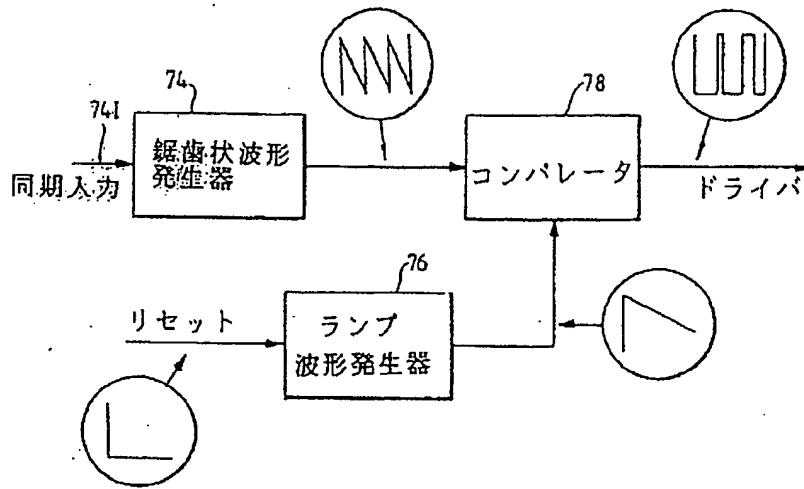 74
74I
鋸歯状波形
発生器
同期入力
78
コンパレータ
ドライバ
76
リセット
ランプ
波形発生器